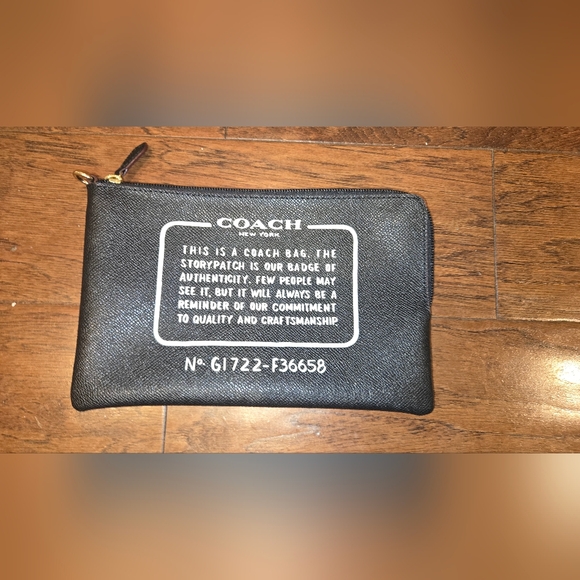 COACH
NEW YORK
THIS IS A COACH BAG. THE
STORYPATCH IS OUR BADGE OF
AUTHENTICITY. FEW PEOPLE MAY
SEE IT, BUT IT WILL ALWAYS BE A
REMINDER OF OUR COMMITMENT
TO QUALITY AND CRAFTSMANSHIP
No. G1722-F36658